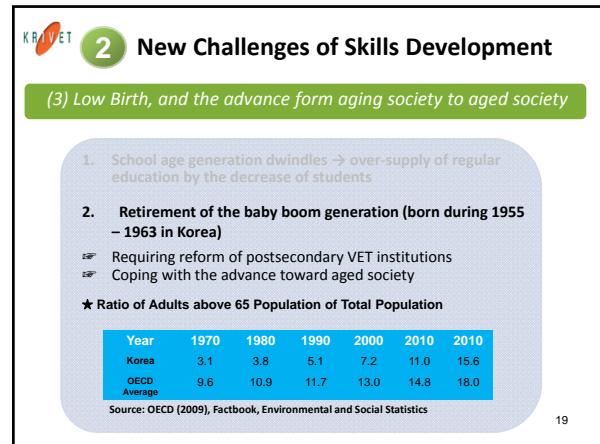 KRIVET
2 New Challenges of Skills Development
(3) Low Birth, and the advance form aging society to aged society
1. School age generation dwindles → over-supply of regular
education by the decrease of students
2. Retirement of the baby boom generation (born during 1955
– 1963 in Korea)
☞ Requiring reform of postsecondary VET institutions
☞ Coping with the advance toward aged society
★ Ratio of Adults above 65 Population of Total Population
Year 1970 1980 1990 2000 2010 2010
Korea 3.1 3.8 5.1 7.2 11.0 15.6
OECD
Average 9.6 10.9 11.7 13.0 14.8 18.0
Source: OECD (2009), Factbook, Environmental and Social Statistics
19